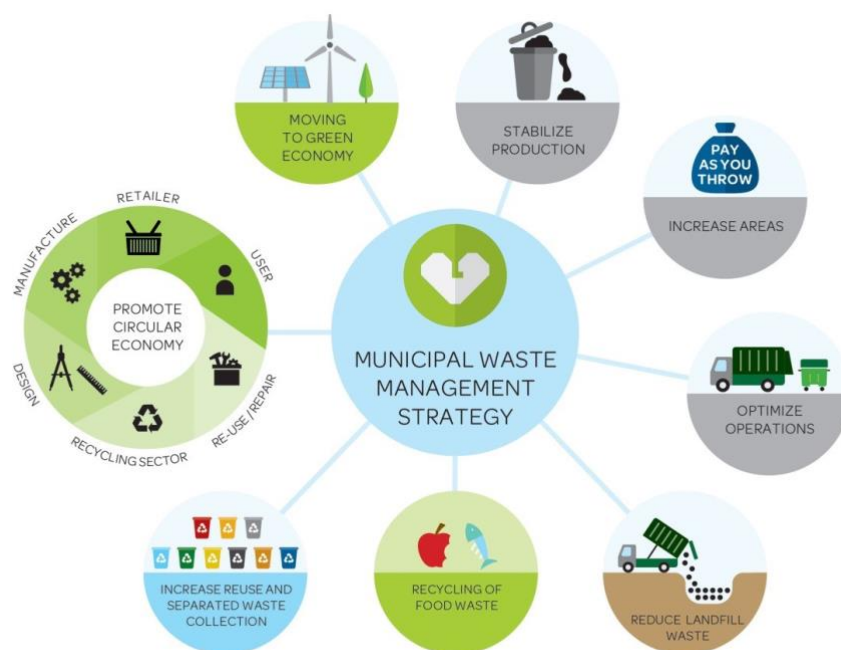 MOVING
TO GREEN
ECONOMY
STABILIZE
PRODUCTION
PAY
AS YOU
THROW
INCREASE AREAS
RETAILER
MANUFACTURE
USER
PROMOTE
CIRCULAR
ECONOMY
DESIGN
RE-USE / REPAIR
RECYCLING SECTOR
MUNICIPAL WASTE
MANAGEMENT
STRATEGY
OPTIMIZE
OPERATIONS
INCREASE REUSE AND
SEPARATED WASTE
COLLECTION
RECYCLING OF
FOOD WASTE
REDUCE LANDFILL
WASTE